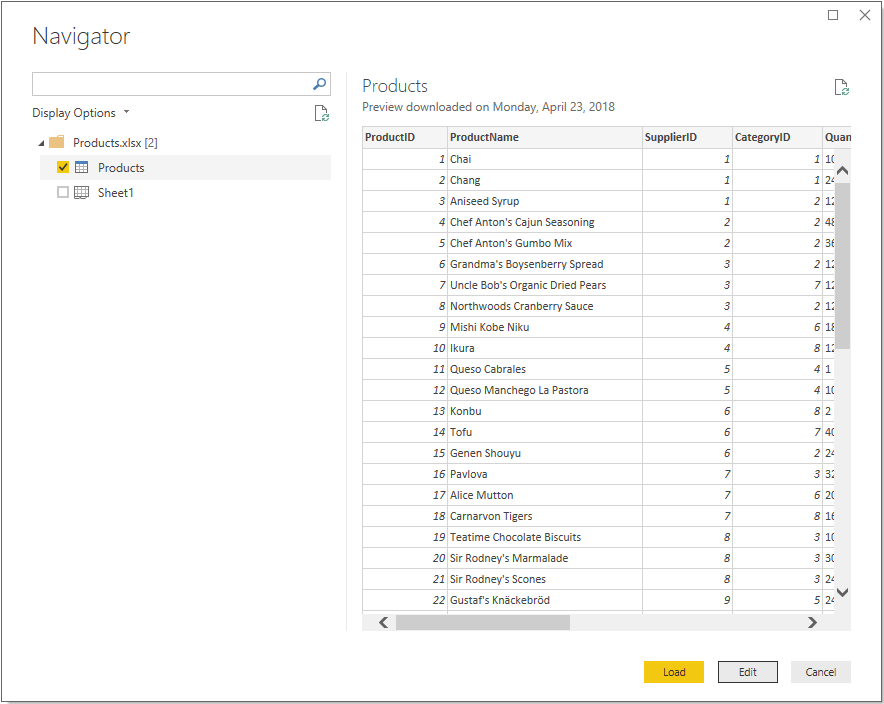 Navigator
Display Options
Products.xlsx [2]
Products
Sheet1
Products
Preview downloaded on Monday, April 23, 2018
ProductID ProductName SupplierID CategoryID Quan
1 Chai 1 1 10
2 Chang 1 1 24
3 Aniseed Syrup 1 2 12
4 Chef Anton's Cajun Seasoning 2 2 48
5 Chef Anton's Gumbo Mix 2 2 36
6 Grandma's Boysenberry Spread 3 2 12
7 Uncle Bob's Organic Dried Pears 3 7 12
8 Northwoods Cranberry Sauce 3 2 12
9 Mishi Kobe Niku 4 6 18
10 Ikura 4 8 12
11 Queso Cabrales 5 4 1
12 Queso Manchego La Pastora 5 4 10
13 Konbu 6 8 2
14 Tofu 6 7 40
15 Genen Shouyu 6 2 24
16 Pavlova 7 3 32
17 Alice Mutton 7 6 20
18 Carnarvon Tigers 7 8 16
19 Teatime Chocolate Biscuits 8 3 10
20 Sir Rodney's Marmalade 8 3 30
21 Sir Rodney's Scones 8 3 24
22 Gustaf's Knäckebröd 9 5 24
Load Edit Cancel